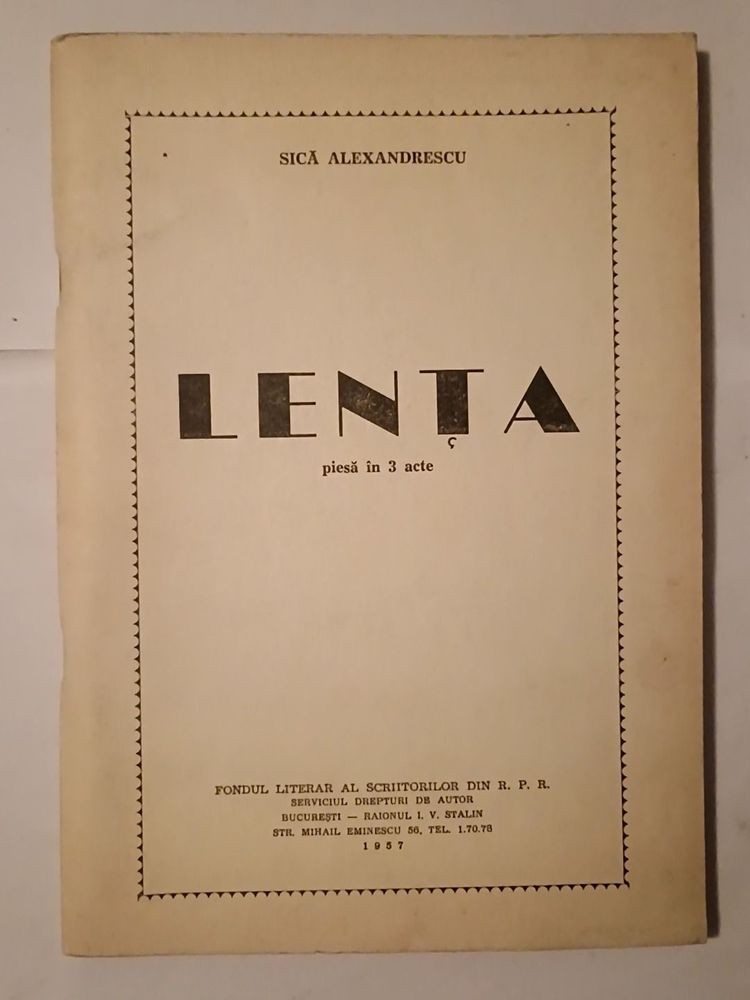 SICĂ ALEXANDRESCU
LENȚA
piesă în 3 acte
FONDUL LITERAR AL SCRIITORILOR DIN R. P. R.
SERVICIUL DREPTURI DE AUTOR
BUCUREȘTI — RAIONUL I. V. STALIN
STR. MIHAIL EMINESCU 56, TEL. 1.70.78
1957